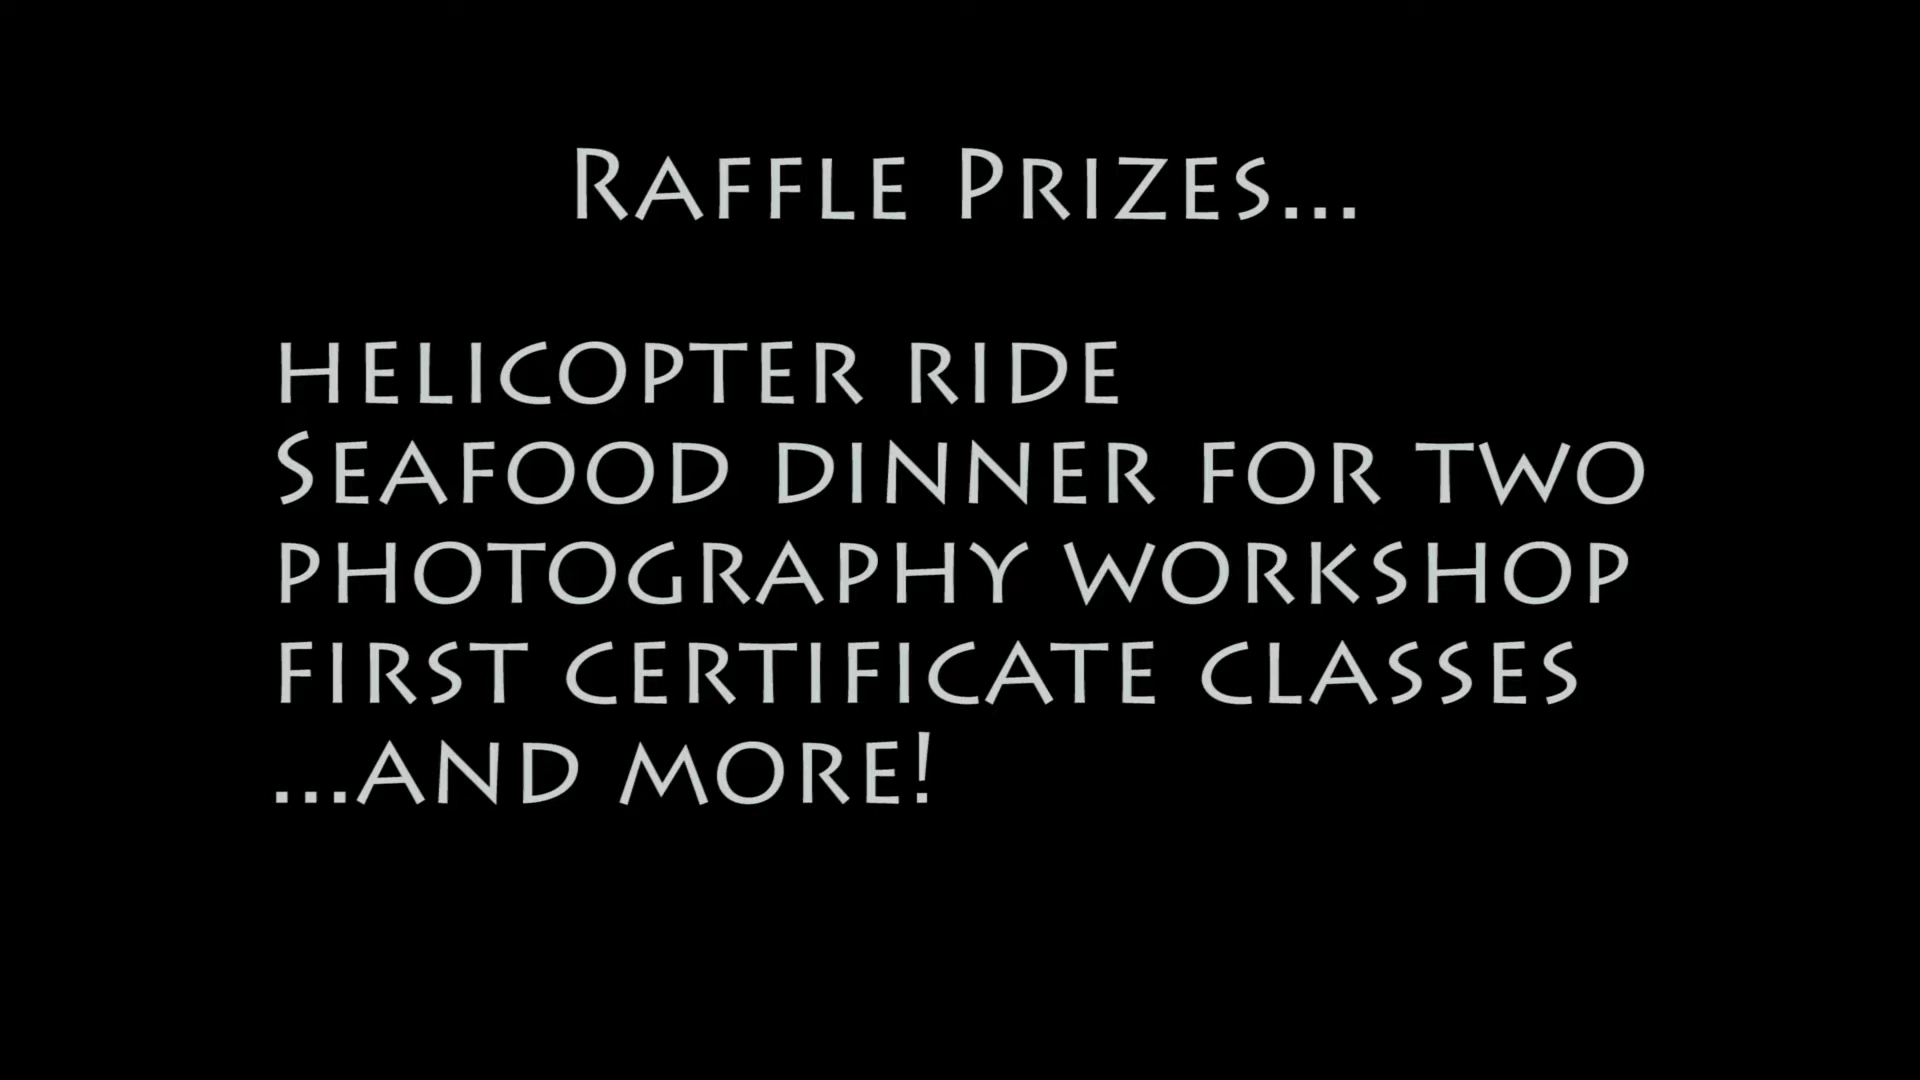 Raffle Prizes...
helicopter ride
Seafood dinner for two
photography workshop
first certificate classes
...and more!